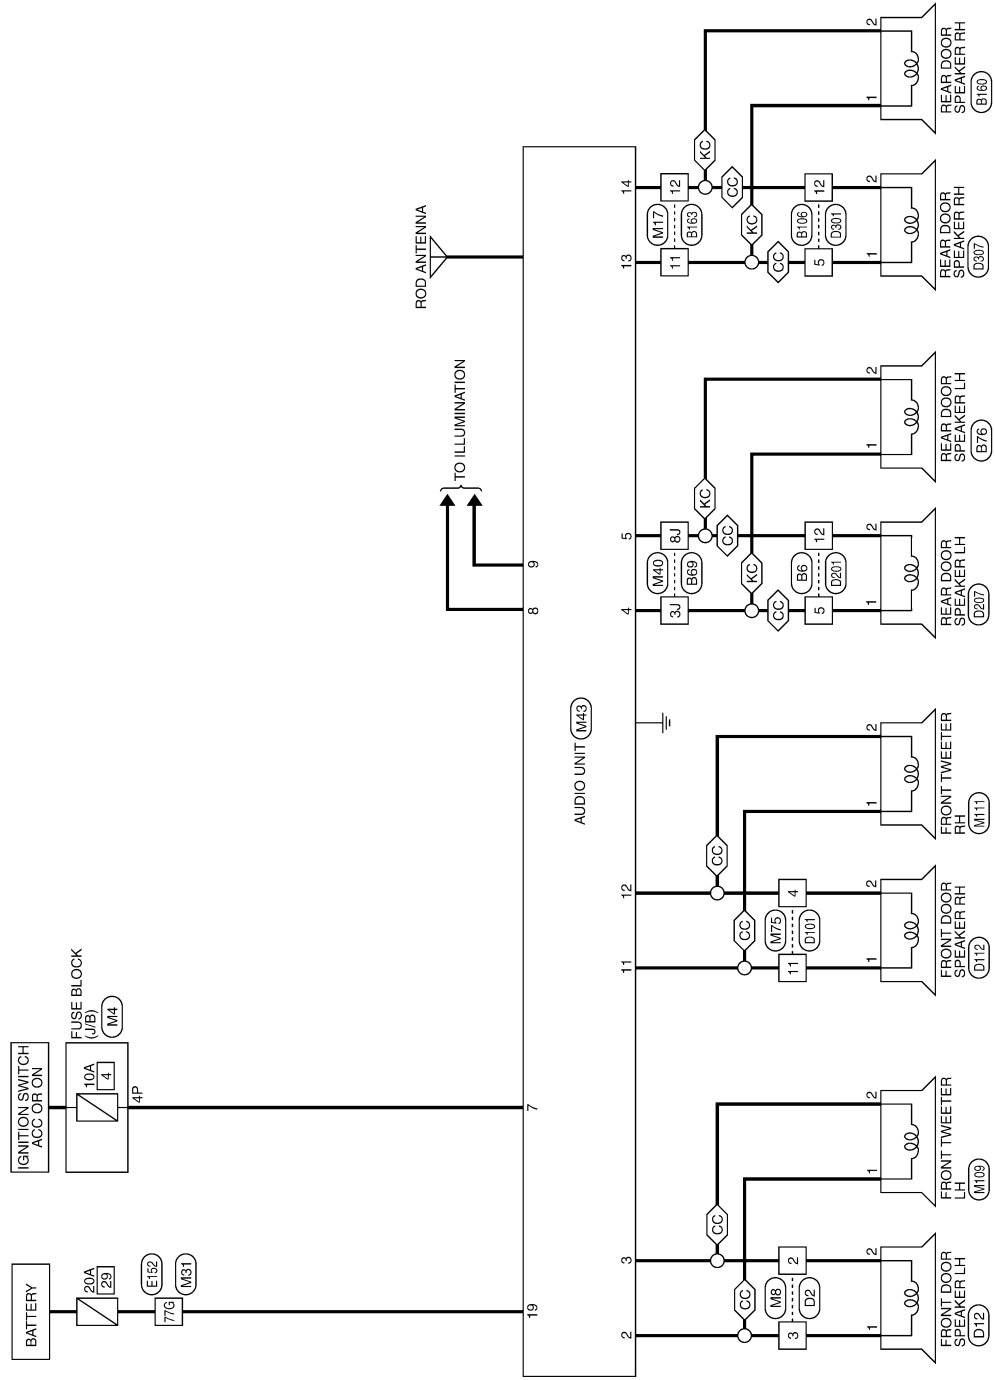 BATTERY
20A
29
77G
E152
M31
19
IGNITION SWITCH
ACC OR ON
FUSE BLOCK
(J/B)
M4
10A
4
4P
7
TO ILLUMINATION
8
9
ROD ANTENNA
AUDIO UNIT
M43
2
3
11
12
4
5
13
14
CC
CC
3
2
M8
D2
1
2
1
2
FRONT DOOR
SPEAKER LH
D12
FRONT TWEETER
LH
M109
CC
CC
11
4
M75
D101
1
2
1
2
FRONT DOOR
SPEAKER RH
D112
FRONT TWEETER
RH
M111
3J
8J
M40
B69
KC
KC
CC
CC
5
12
B6
D201
1
2
1
2
REAR DOOR
SPEAKER LH
D207
REAR DOOR
SPEAKER LH
B76
11
12
M17
B163
KC
KC
CC
CC
5
12
B106
D301
1
2
1
2
REAR DOOR
SPEAKER RH
D307
REAR DOOR
SPEAKER RH
B160